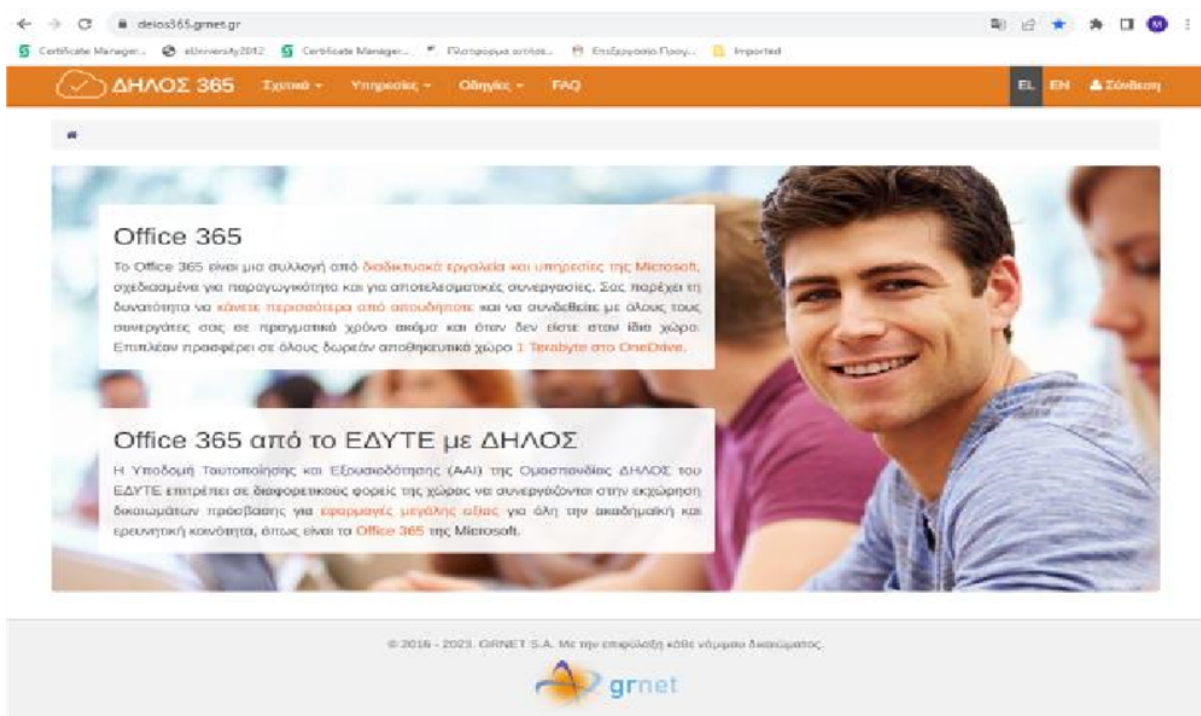 delos365.grnet.gr
Certificate Manager... eUniversity2012 Certificate Manager... Imported
ΔΗΛΟΣ 365 Σχετικά Υπηρεσίες Οδηγίες FAQ EL EN Σύνδεση
Office 365
Το Office 365 είναι μια συλλογή από διαδικτυακά εργαλεία και υπηρεσίες της Microsoft,
σχεδιασμένα για παραγωγικότητα και για αποτελεσματικές συνεργασίες. Σας παρέχει τη
δυνατότητα να κάνετε περισσότερα από οπουδήποτε και να συνδεθείτε με όλους τους
συνεργάτες σας σε πραγματικό χρόνο ακόμα και όταν δεν είστε στον ίδιο χώρο.
Επιπλέον προσφέρει σε όλους δωρεάν αποθηκευτικό χώρο 1 Terabyte στο OneDrive.
Office 365 από το ΕΔΥΤΕ με ΔΗΛΟΣ
Η Υποδομή Ταυτοποίησης και Εξουσιοδότησης (ΑΑΙ) της Ομοσπονδίας ΔΗΛΟΣ του
ΕΔΥΤΕ επιτρέπει σε διαφορετικούς φορείς της χώρας να συνεργάζονται στην εκχώρηση
δικαιωμάτων πρόσβασης για εφαρμογές μεγάλης αξίας για όλη την ακαδημαϊκή και
ερευνητική κοινότητα, όπως είναι το Office 365 της Microsoft.
© 2016 - 2023. GRNET S.A. Με την επιφύλαξη κάθε νόμιμου δικαιώματος.
grnet